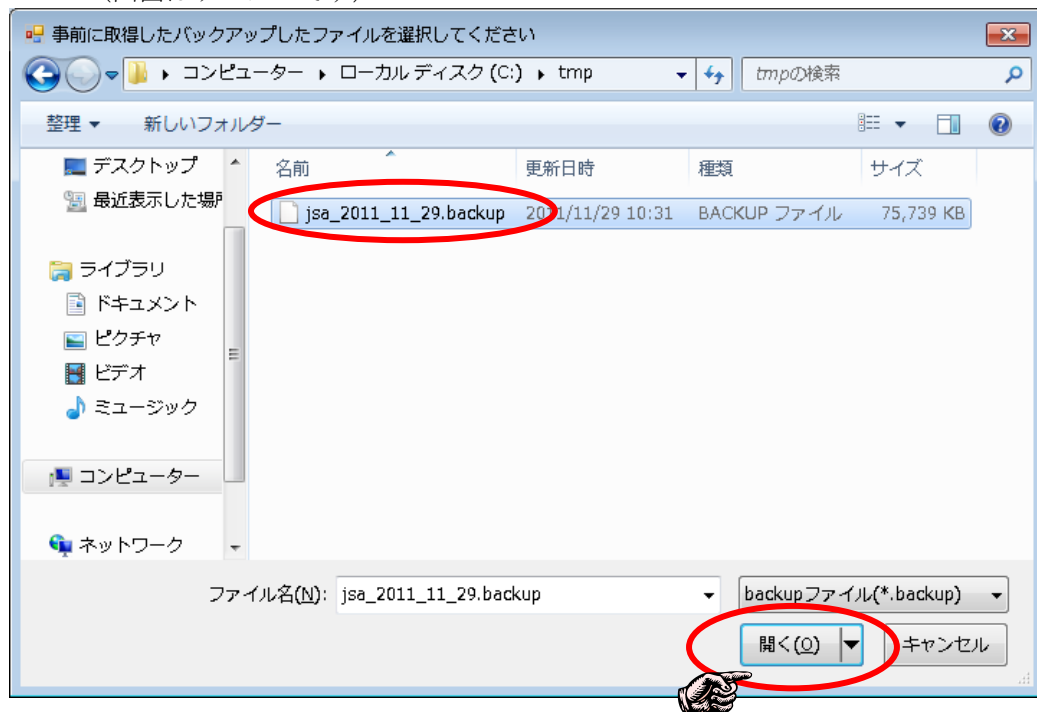 事前に取得したバックアップしたファイルを選択してください
コンピューター ▸ ローカル ディスク (C:) ▸ tmp
tmpの検索
整理 新しいフォルダー
名前 更新日時 種類 サイズ
jsa_2011_11_29.backup 2011/11/29 10:31 BACKUP ファイル 75,739 KB
デスクトップ
最近表示した場所
ライブラリ
ドキュメント
ピクチャ
ビデオ
ミュージック
コンピューター
ネットワーク
ファイル名(N): jsa_2011_11_29.backup
backupファイル(*.backup)
開く(O) キャンセル